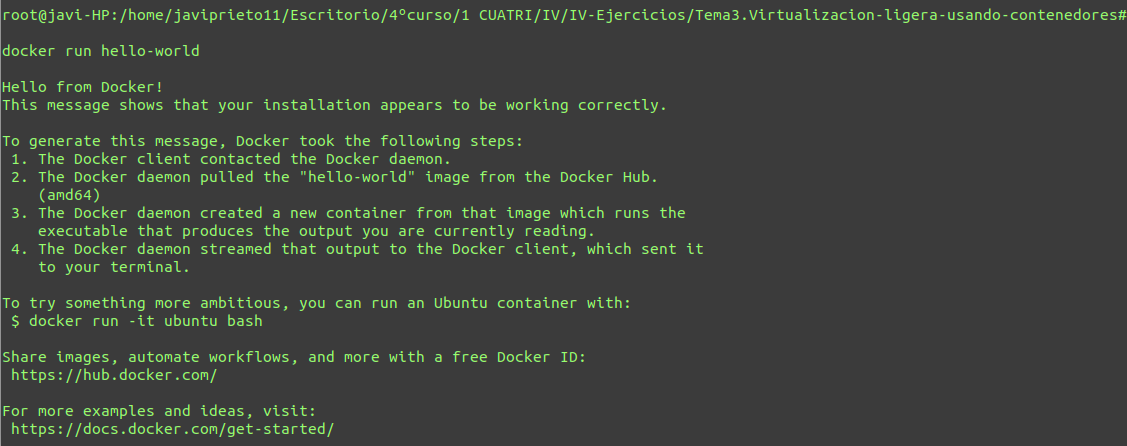 root@javi-HP:/home/javiprieto11/Escritorio/4ºcurso/1 CUATRI/IV/IV-Ejercicios/Tema3.Virtualizacion-ligera-usando-contenedores#
docker run hello-world
Hello from Docker!
This message shows that your installation appears to be working correctly.
To generate this message, Docker took the following steps:
1. The Docker client contacted the Docker daemon.
2. The Docker daemon pulled the "hello-world" image from the Docker Hub.
(amd64)
3. The Docker daemon created a new container from that image which runs the
executable that produces the output you are currently reading.
4. The Docker daemon streamed that output to the Docker client, which sent it
to your terminal.
To try something more ambitious, you can run an Ubuntu container with:
$ docker run -it ubuntu bash
Share images, automate workflows, and more with a free Docker ID:
https://hub.docker.com/
For more examples and ideas, visit:
https://docs.docker.com/get-started/